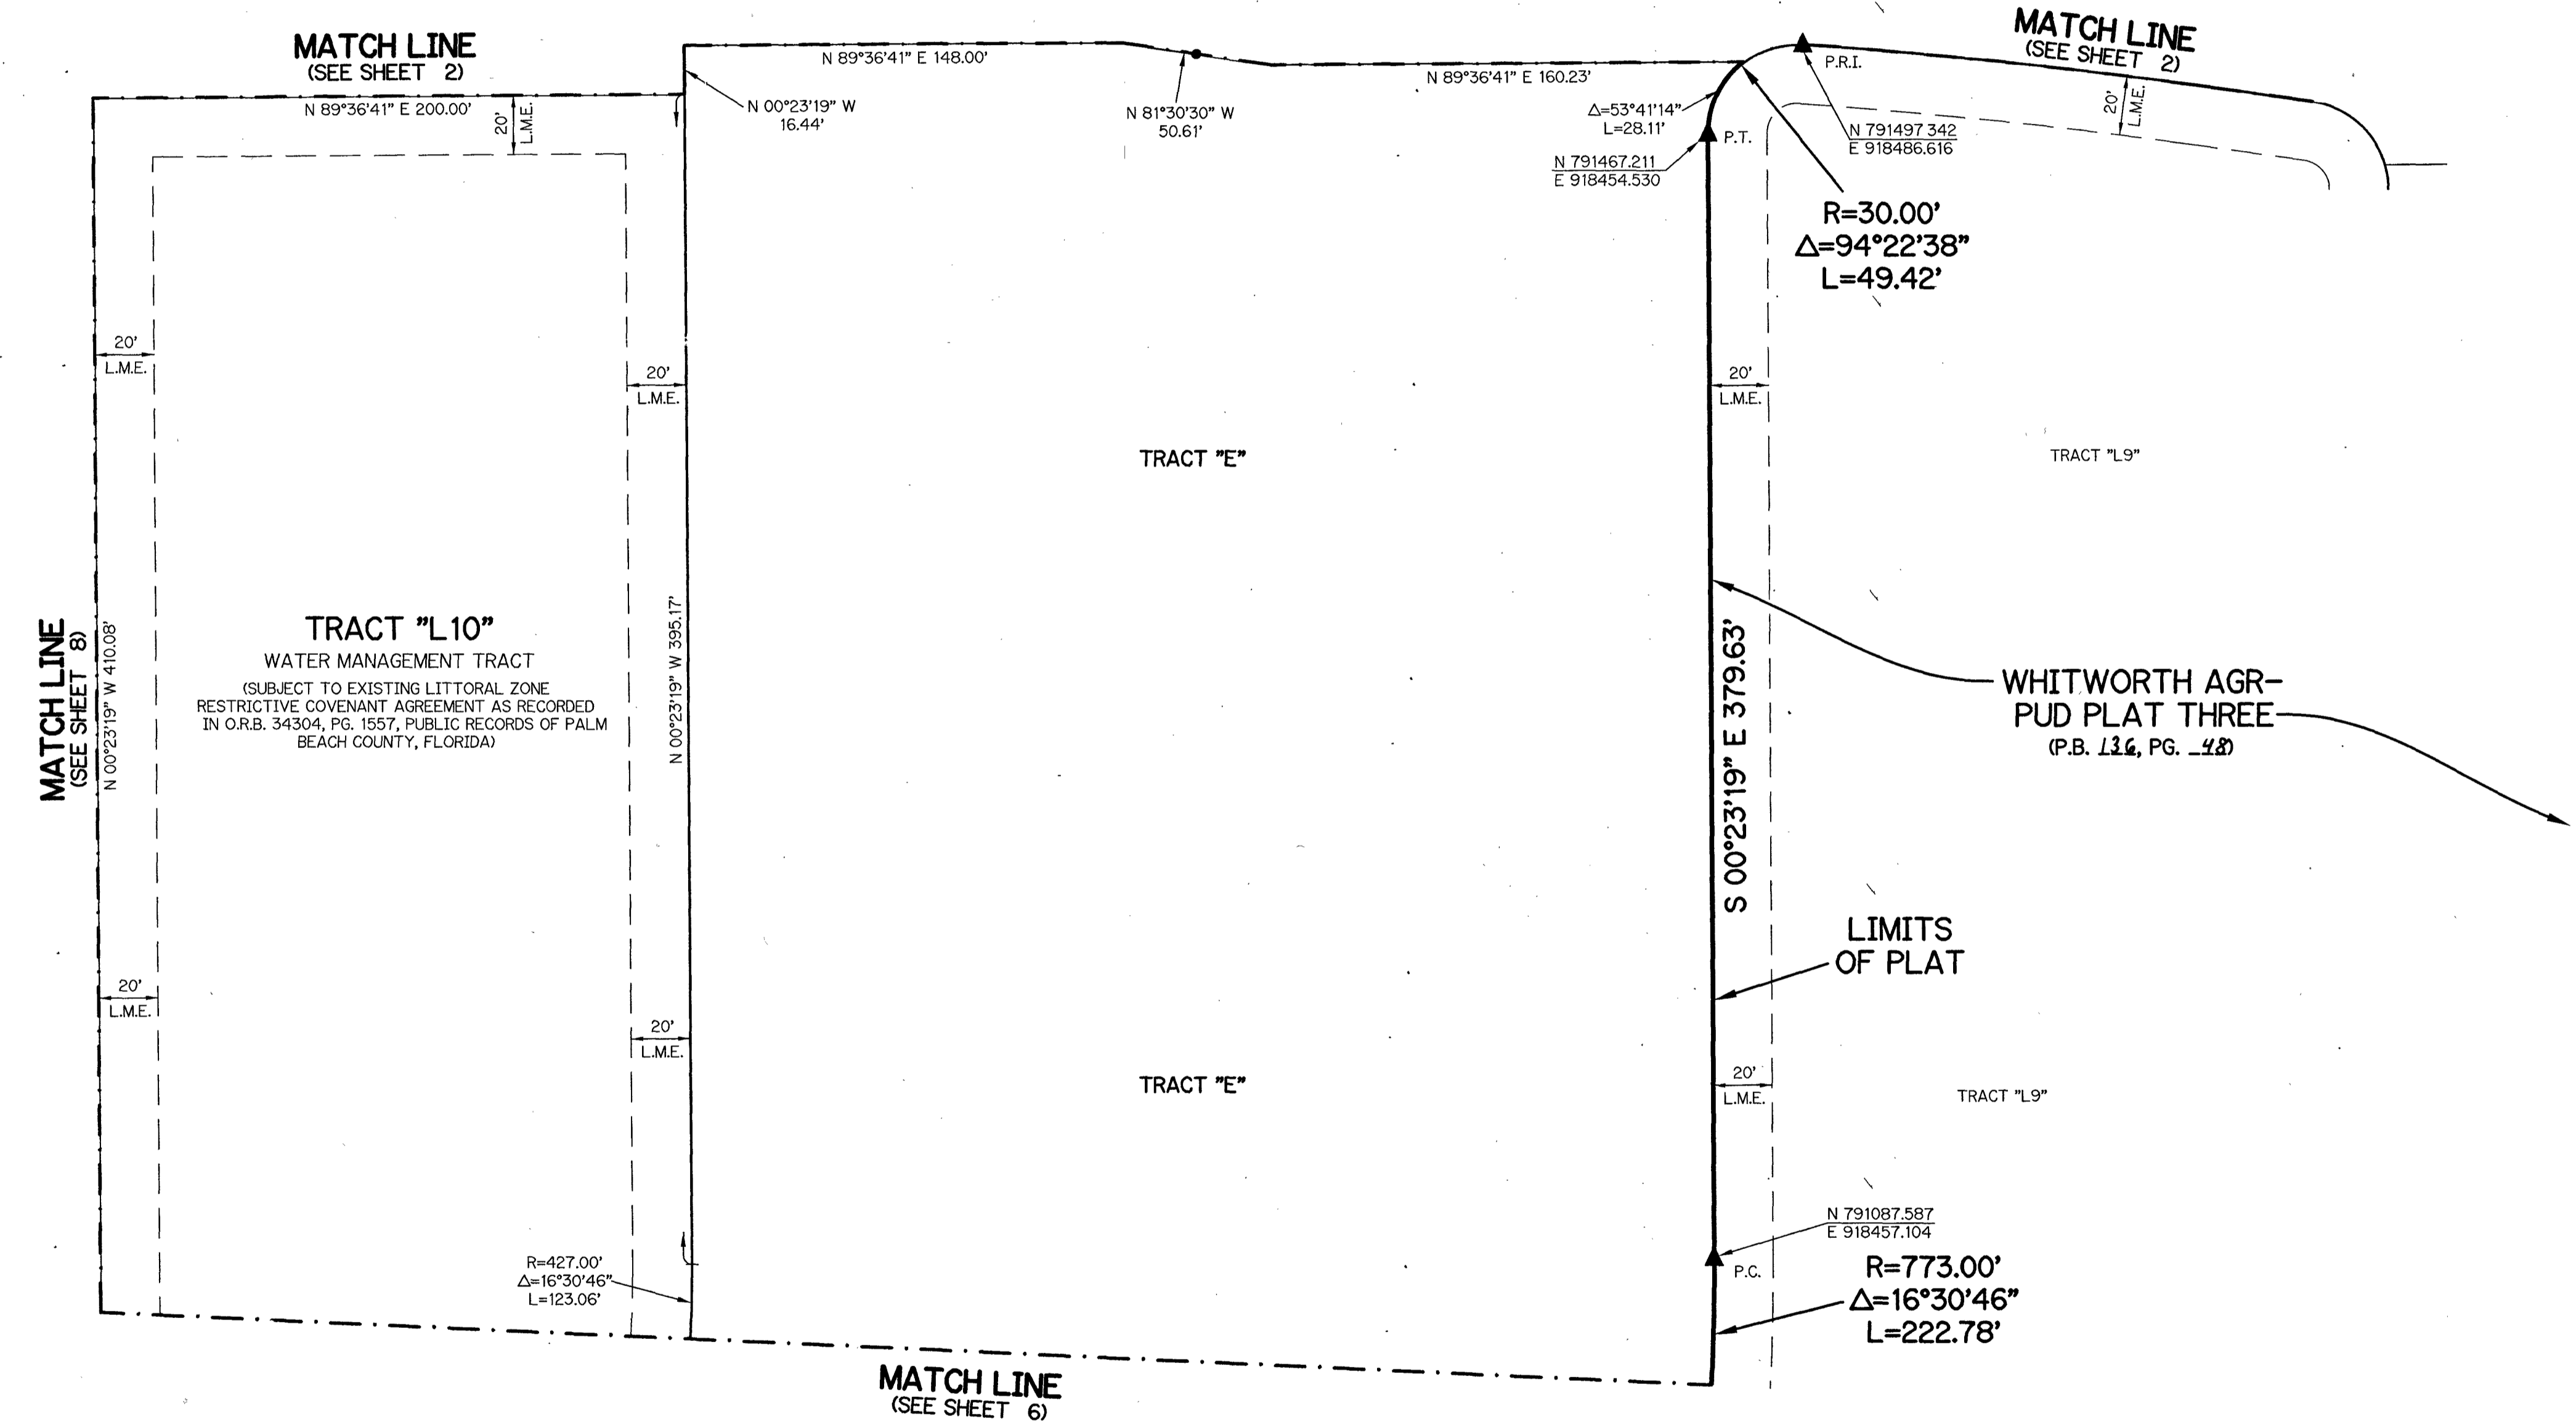 MATCH LINE
(SEE SHEET 2)
N 89°36'41" E 200.00'
20'
L.M.E.
N 89°36'41" E 148.00'
N 00°23'19" W
16.44'
N 81°30'30" W
50.61'
N 89°36'41" E 160.23'
Δ=53°41'14"
L=28.11'
P.T.
N 791467.211
E 918454.530
P.R.I.
N 791497 342
E 918486.616
MATCH LINE
(SEE SHEET 2)
20'
L.M.E.
R=30.00'
Δ=94°22'38"
L=49.42'
20'
L.M.E.
20'
L.M.E.
20'
L.M.E.
TRACT "E"
TRACT "L9"
MATCH LINE
(SEE SHEET 8)
N 00°23'19" W 410.08'
TRACT "L10"
WATER MANAGEMENT TRACT
(SUBJECT TO EXISTING LITTORAL ZONE
RESTRICTIVE COVENANT AGREEMENT AS RECORDED
IN O.R.B. 34304, PG. 1557, PUBLIC RECORDS OF PALM
BEACH COUNTY, FLORIDA)
N 00°23'19" W 395.17'
S 00°23'19" E 379.63'
WHITWORTH AGR-
PUD PLAT THREE
(P.B. 136, PG. 48)
LIMITS
OF PLAT
20'
L.M.E.
20'
L.M.E.
TRACT "E"
20'
L.M.E.
TRACT "L9"
N 791087.587
E 918457.104
P.C.
R=427.00'
Δ=16°30'46"
L=123.06'
R=773.00'
Δ=16°30'46"
L=222.78'
MATCH LINE
(SEE SHEET 6)